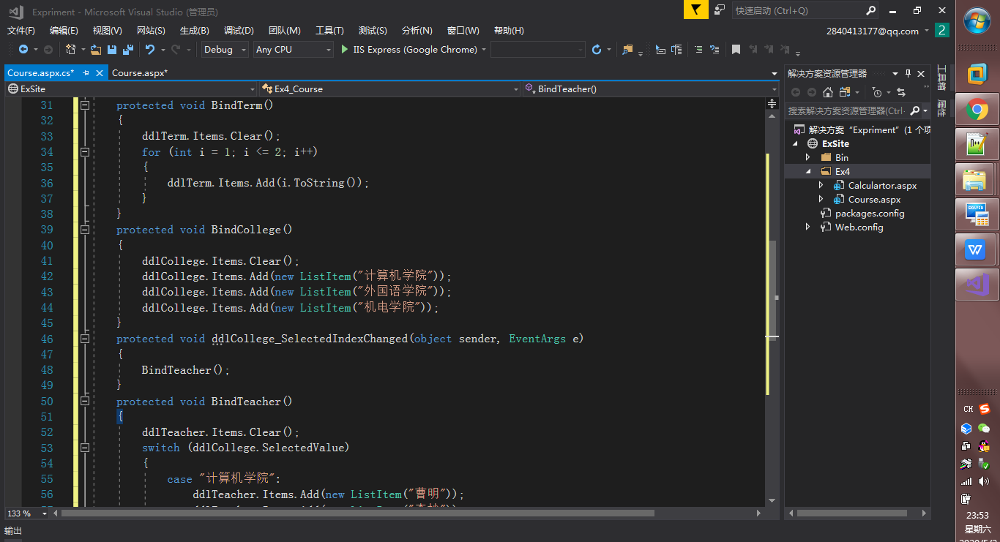 Expriment - Microsoft Visual Studio (管理员)
快速启动 (Ctrl+Q)
文件(F) 编辑(E) 视图(V) 网站(S) 生成(B) 调试(D) 团队(M) 工具(T) 测试(S) 分析(N) 窗口(W) 帮助(H)
2840413177@qq.com 2
Debug Any CPU IIS Express (Google Chrome)
Course.aspx.cs* Course.aspx*
ExSite Ex4_Course BindTeacher()
31 protected void BindTerm()
32 {
33 ddlTerm.Items.Clear();
34 for (int i = 1; i <= 2; i++)
35 {
36 ddlTerm.Items.Add(i.ToString());
37 }
38 }
39 protected void BindCollege()
40 {
41 ddlCollege.Items.Clear();
42 ddlCollege.Items.Add(new ListItem("计算机学院"));
43 ddlCollege.Items.Add(new ListItem("外国语学院"));
44 ddlCollege.Items.Add(new ListItem("机电学院"));
45 }
46 protected void ddlCollege_SelectedIndexChanged(object sender, EventArgs e)
47 {
48 BindTeacher();
49 }
50 protected void BindTeacher()
51 {
52 ddlTeacher.Items.Clear();
53 switch (ddlCollege.SelectedValue)
54 {
55 case "计算机学院":
56 ddlTeacher.Items.Add(new ListItem("曹明"));
133 %
输出
解决方案资源管理器
搜索解决方案资源管理器(Ctrl
解决方案 "Expriment" (1 个项
ExSite
Bin
Ex4
Calculartor.aspx
Course.aspx
packages.config
Web.config
工具箱
属性
CH
23:53
星期六